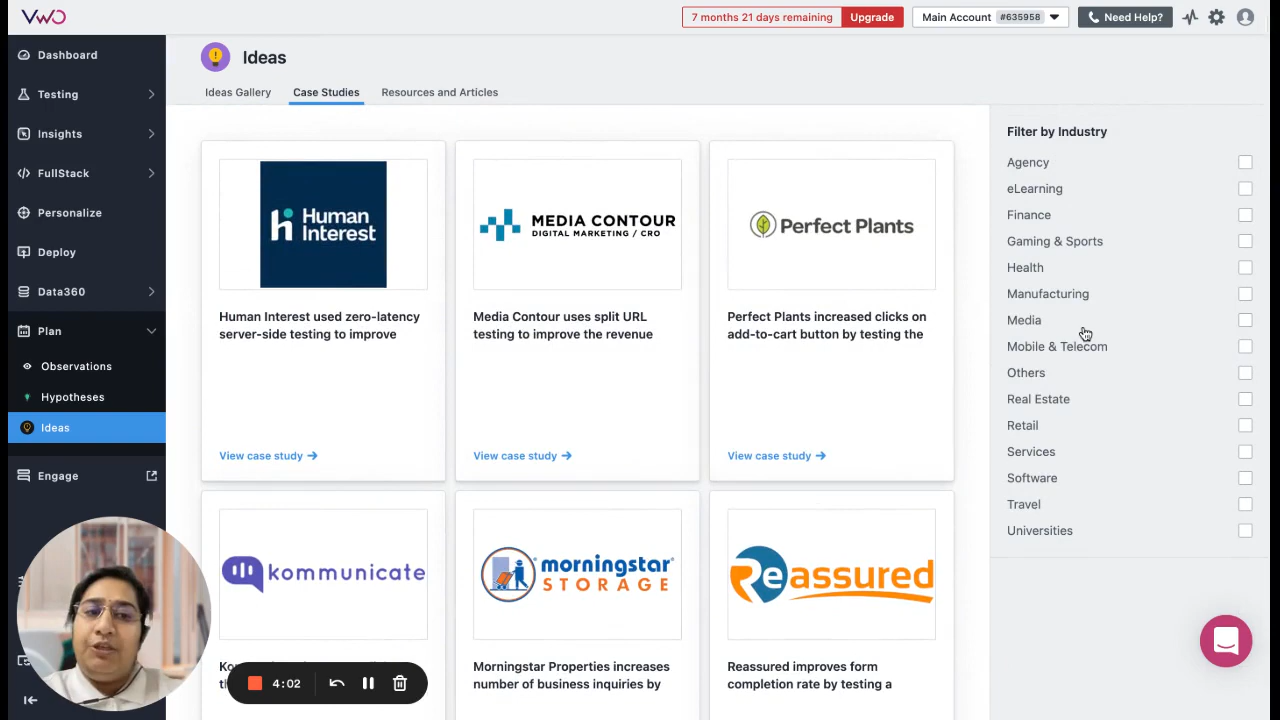 VWO
7 months 21 days remaining
Upgrade
Main Account #635958
Need Help?
Dashboard
Testing
Insights
FullStack
Personalize
Deploy
Data360
Plan
Observations
Hypotheses
Ideas
Engage
Ideas
Ideas Gallery
Case Studies
Resources and Articles
Human
Interest
Human Interest used zero-latency
server-side testing to improve
View case study
MEDIA CONTOUR
DIGITAL MARKETING / CRO
Media Contour uses split URL
testing to improve the revenue
View case study
Perfect Plants
Perfect Plants increased clicks on
add-to-cart button by testing the
View case study
kommunicate
morningstar
STORAGE
Morningstar Properties increases
number of business inquiries by
Reassured
Reassured improves form
completion rate by testing a
4:02
Filter by Industry
Agency
eLearning
Finance
Gaming & Sports
Health
Manufacturing
Media
Mobile & Telecom
Others
Real Estate
Retail
Services
Software
Travel
Universities